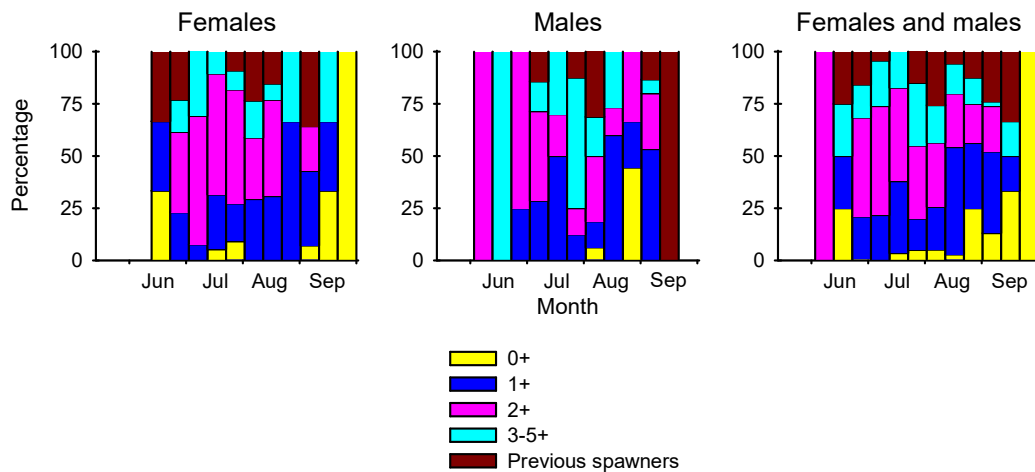 Females
Males
Females and males
Percentage
100
75
50
25
0
Jun Jul Aug Sep
100
75
50
25
0
Jun Jul Aug Sep
100
75
50
25
0
Jun Jul Aug Sep
Month
0+
1+
2+
3-5+
Previous spawners